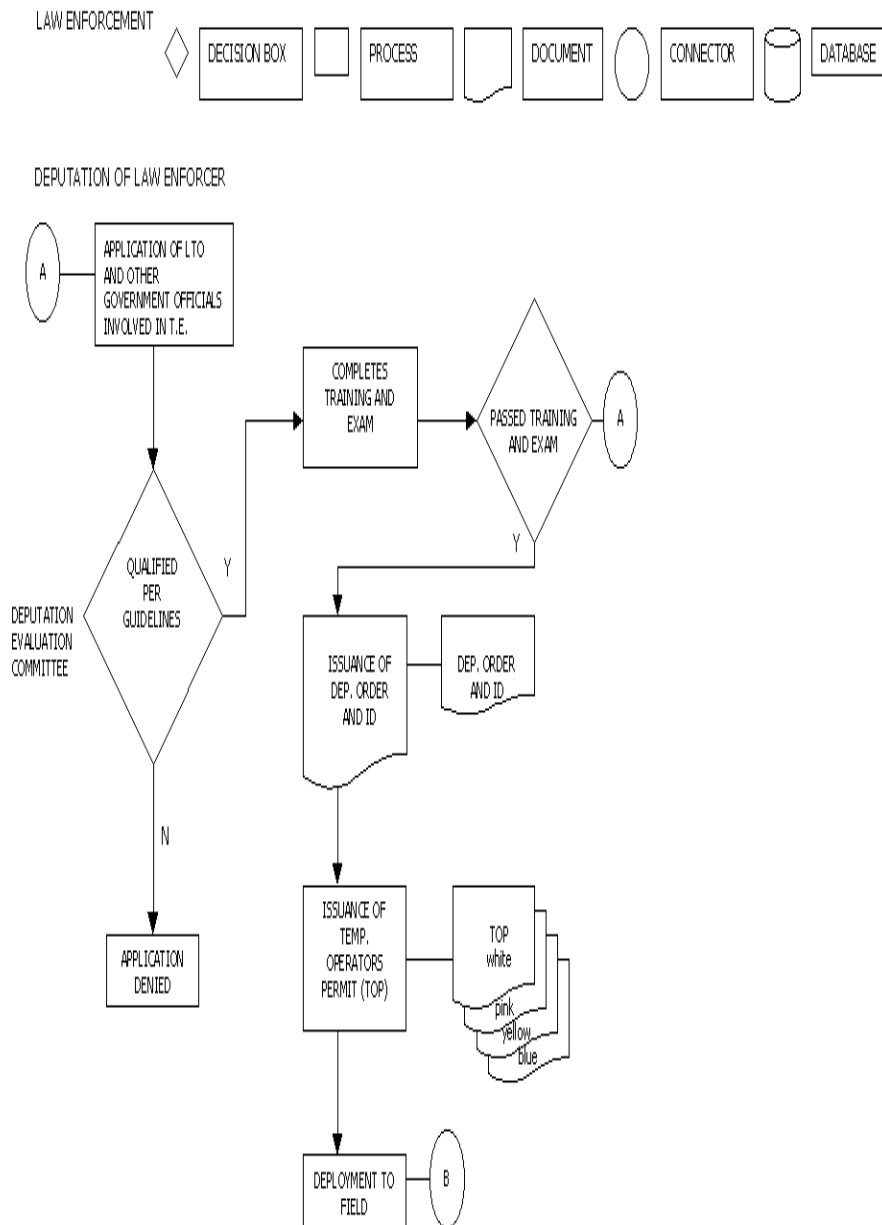 LAW ENFORCEMENT
DECISION BOX
PROCESS
DOCUMENT
CONNECTOR
DATABASE
DEPUTATION OF LAW ENFORCER
A
APPLICATION OF LTO
AND OTHER
GOVERNMENT OFFICIALS
INVOLVED IN T.E.
COMPLETES
TRAINING AND
EXAM
PASSED TRAINING
AND EXAM
A
Y
QUALIFIED
PER
GUIDELINES
Y
DEPUTATION
EVALUATION
COMMITTEE
ISSUANCE OF
DEP. ORDER
AND ID
DEP. ORDER
AND ID
N
APPLICATION
DENIED
ISSUANCE OF
TEMP.
OPERATORS
PERMIT (TOP)
TOP
white
pink
yellow
blue
DEPLOYMENT TO
FIELD
B